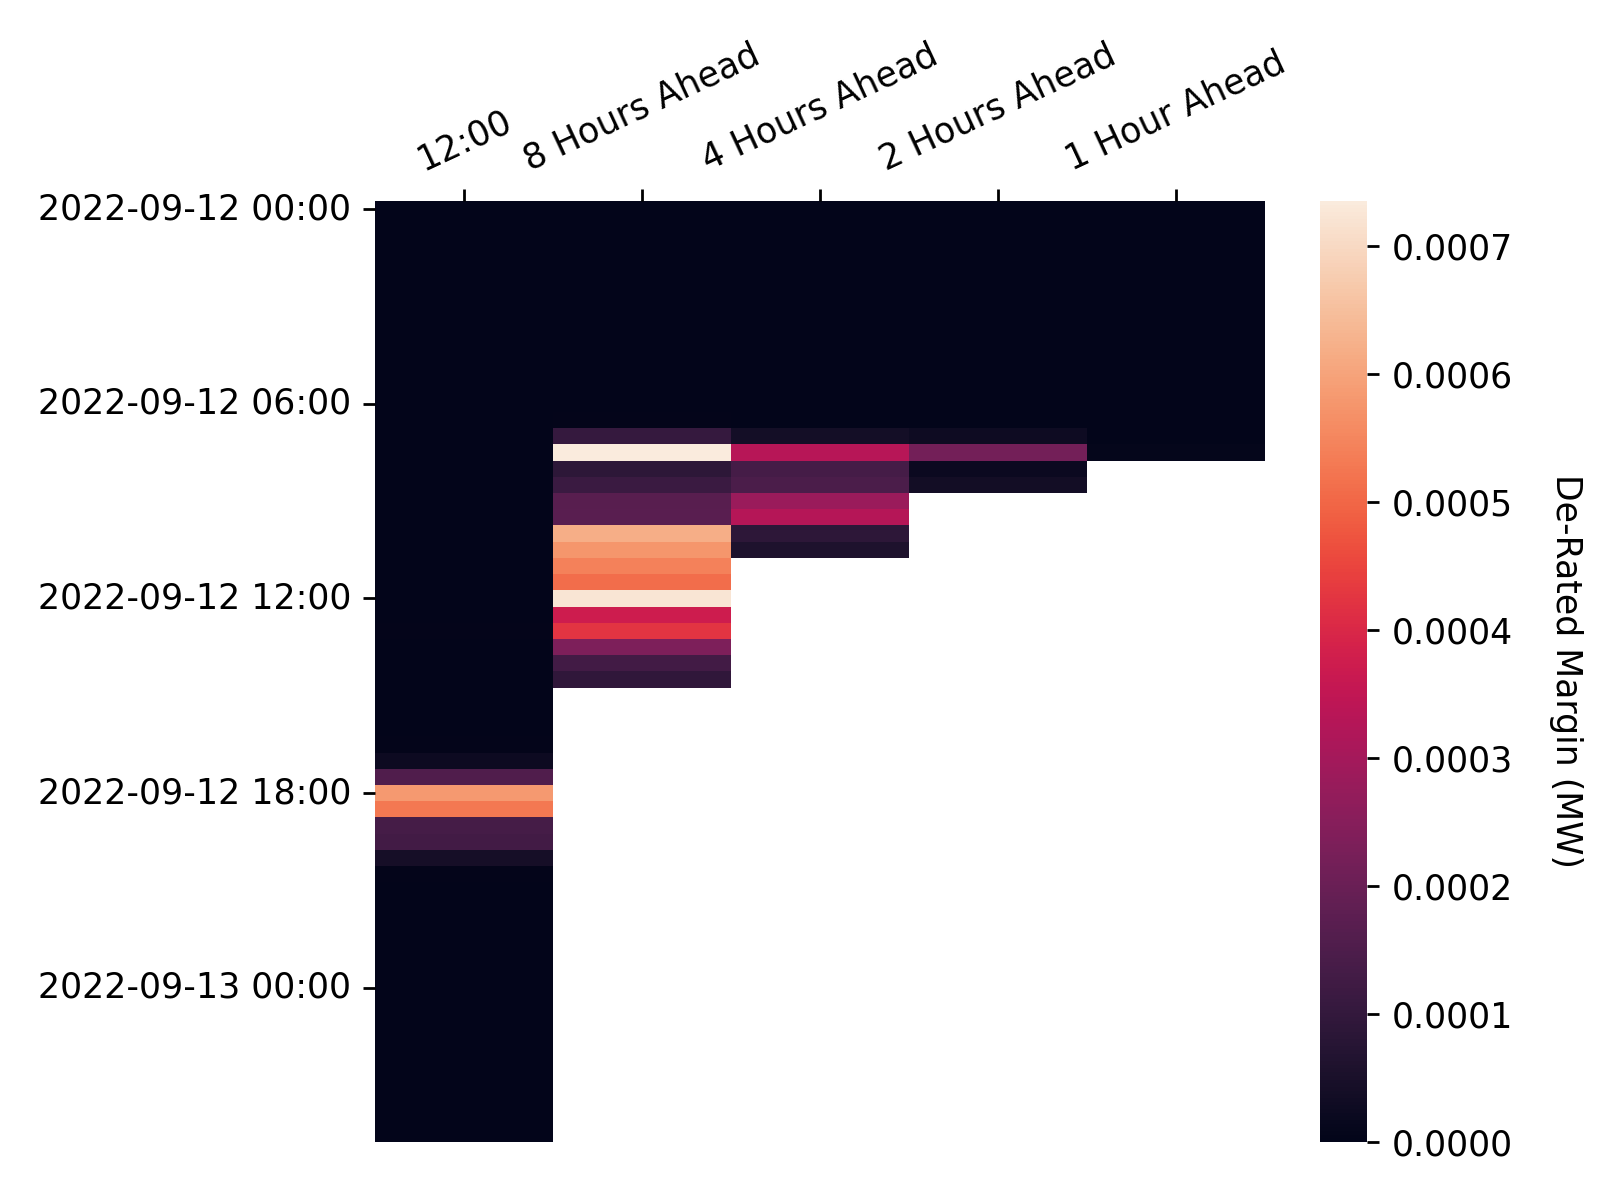 12:00
8 Hours Ahead
4 Hours Ahead
2 Hours Ahead
1 Hour Ahead
2022-09-12 00:00
2022-09-12 06:00
2022-09-12 12:00
2022-09-12 18:00
2022-09-13 00:00
0.0007
0.0006
0.0005
0.0004
0.0003
0.0002
0.0001
0.0000
De-Rated Margin (MW)